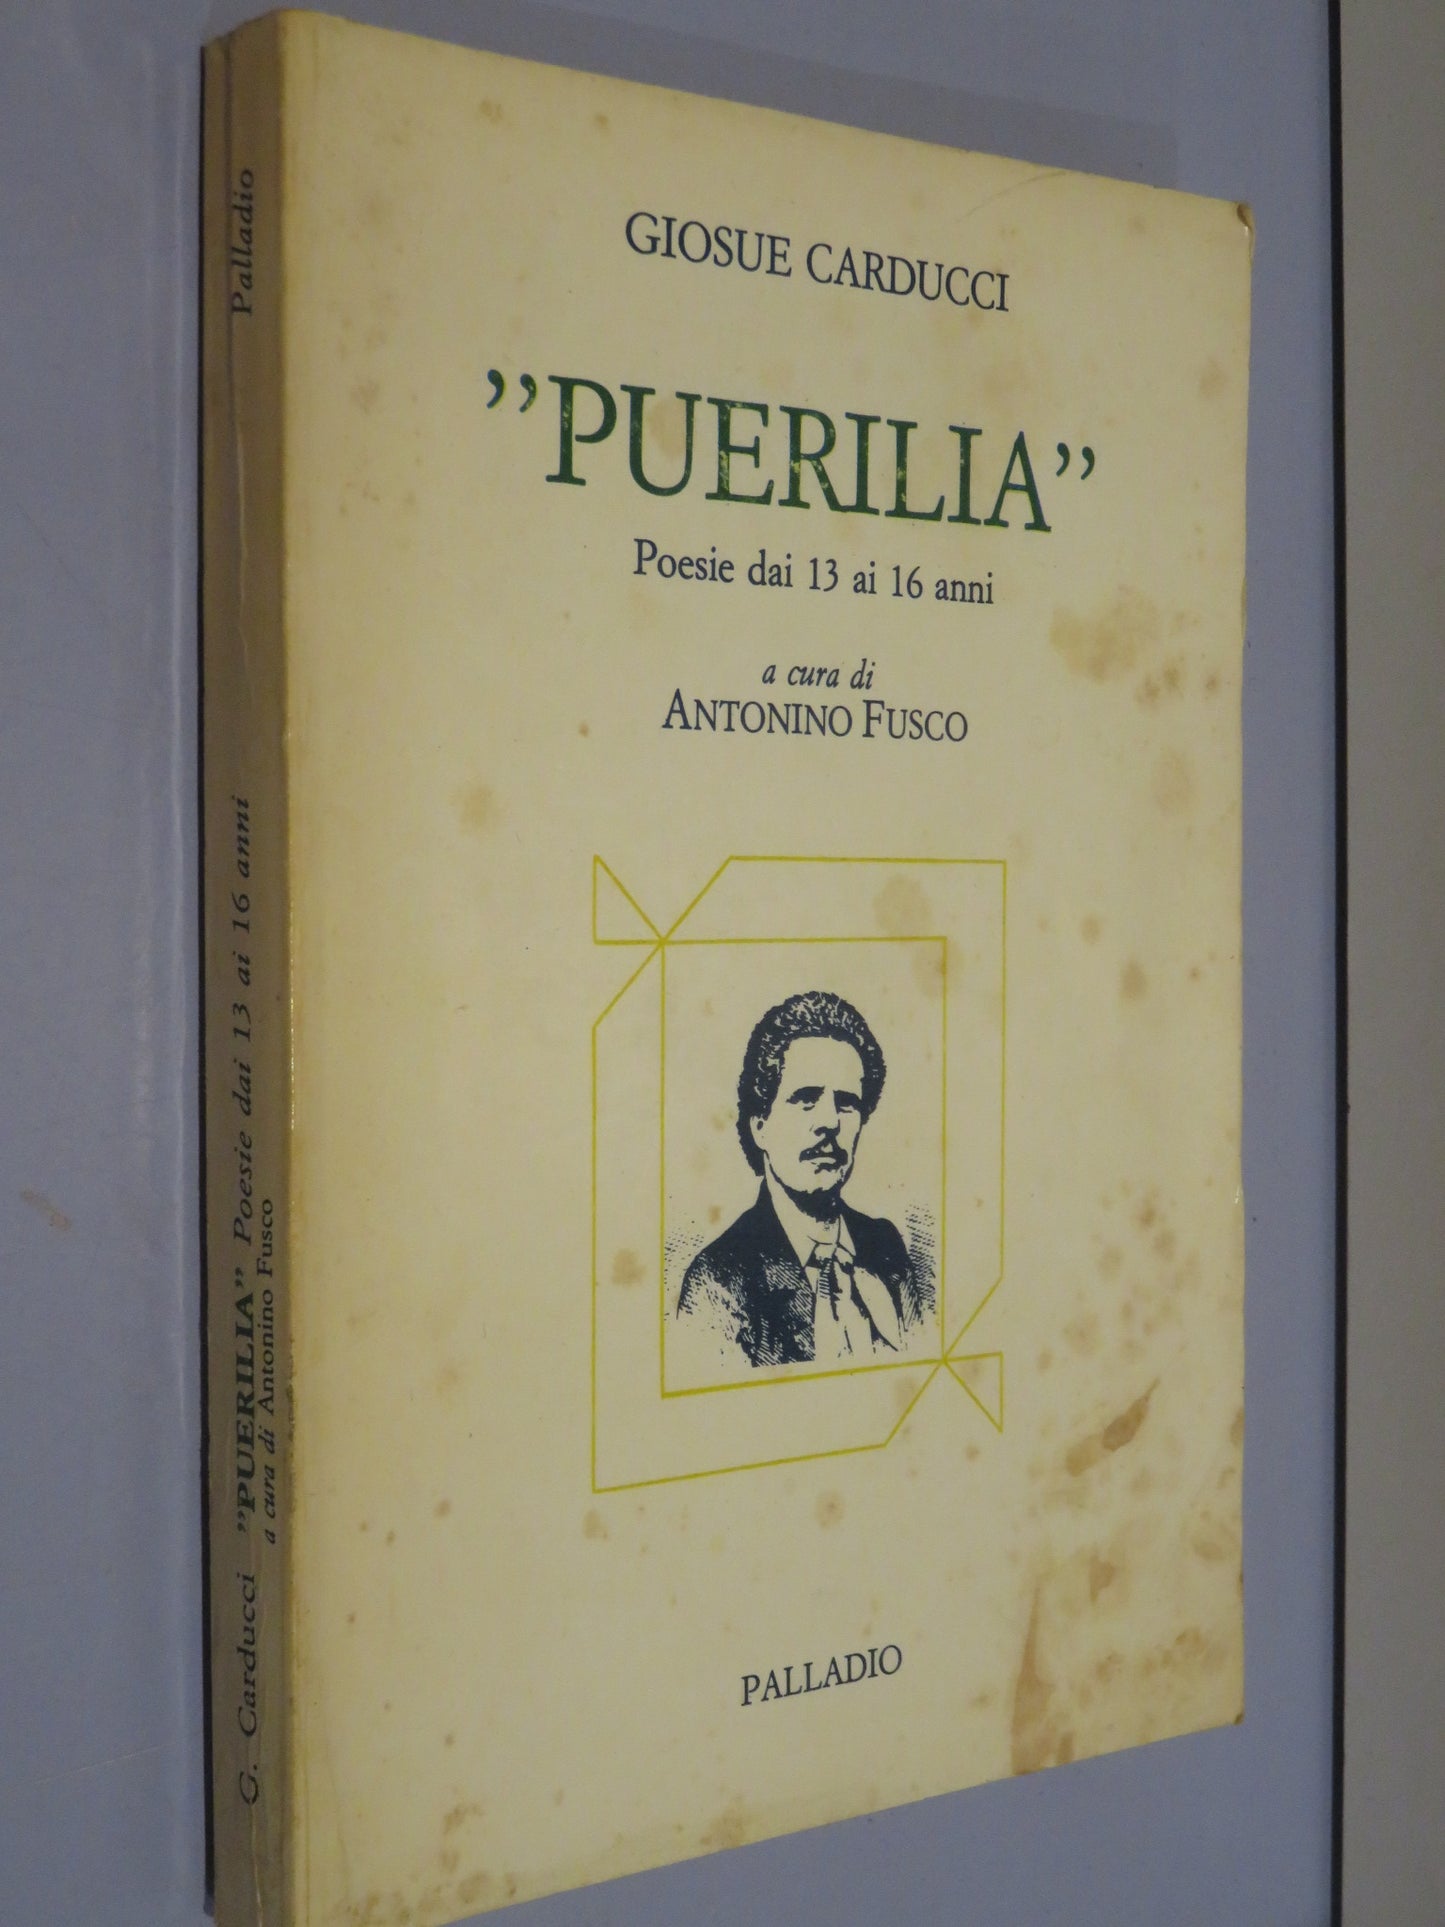 GIOSUE CARDUCCI
”PUERILIA”
Poesie dai 13 ai 16 anni
a cura di
ANTONINO FUSCO
PALLADIO
G. Carducci ”PUERILIA” Poesie dai 13 ai 16 anni Palladio
a cura di Antonino Fusco